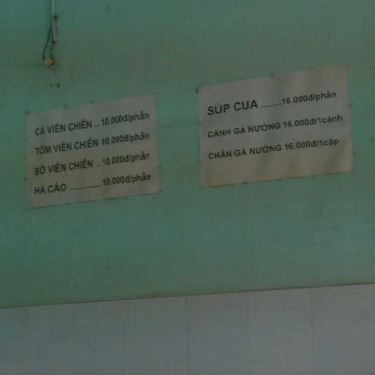 CÁ VIÊN CHIÊN ... 10.000đ/phần
TÔM VIÊN CHIÊN 10.000đ/phần
BÒ VIÊN CHIÊN .. 10.000đ/phần
HÁ CẢO .............. 10.000đ/phần
SÚP CUA ......... 16.000đ/phần
CÁNH GÀ NƯỚNG 16.000đ/1cánh
CHÂN GÀ NƯỚNG 16.000đ/1cặp